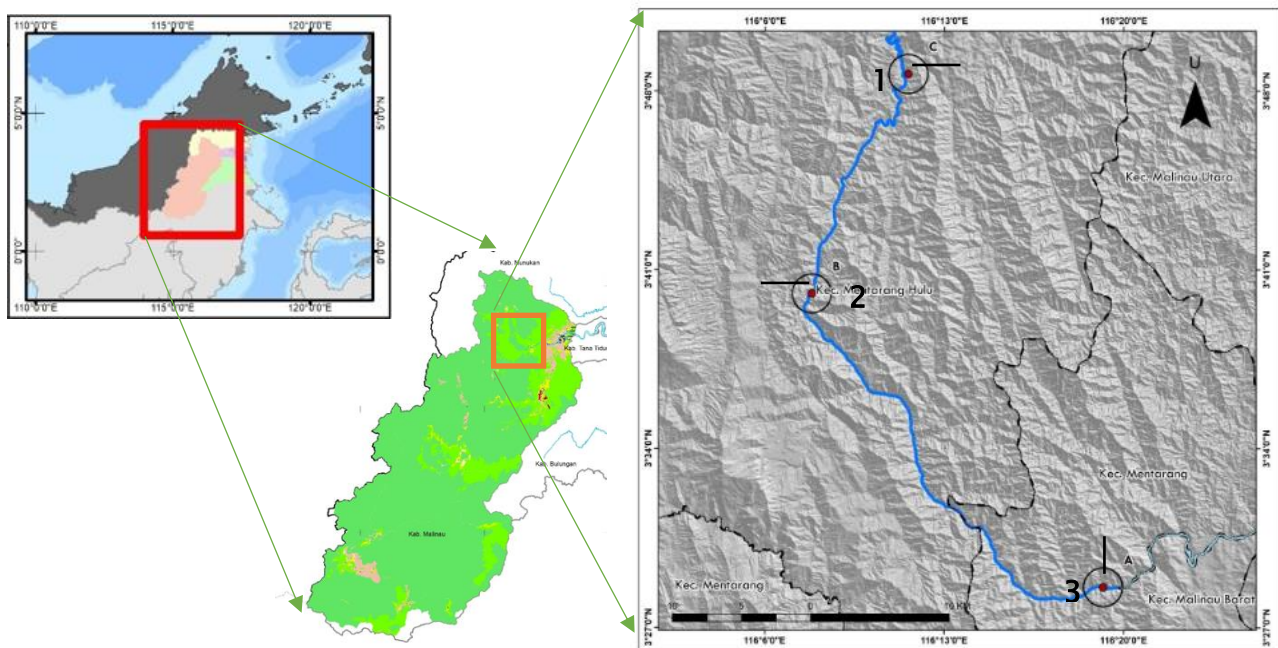 110°0'0"E
115°0'0"E
120°0'0"E
5°0'0"N
5°0'0"N
0°0'0"
0°0'0"
110°0'0"E
115°0'0"E
120°0'0"E
Kab. Nunukan
Kab. Tana Tidun
Kab. Bulungan
Kab. Malinau
116°6'0"E
116°13'0"E
116°20'0"E
C
1
U
3°48'0"N
3°48'0"N
Kec. Malinau Utara
3°41'0"N
3°41'0"N
B
Kec. Mentarang Hulu
2
3°34'0"N
3°34'0"N
Kec. Mentarang
A
3
Kec. Mentarang
Kec. Malinau Barat
10
5
0
10 KM
3°27'0"N
3°27'0"N
116°6'0"E
116°13'0"E
116°20'0"E